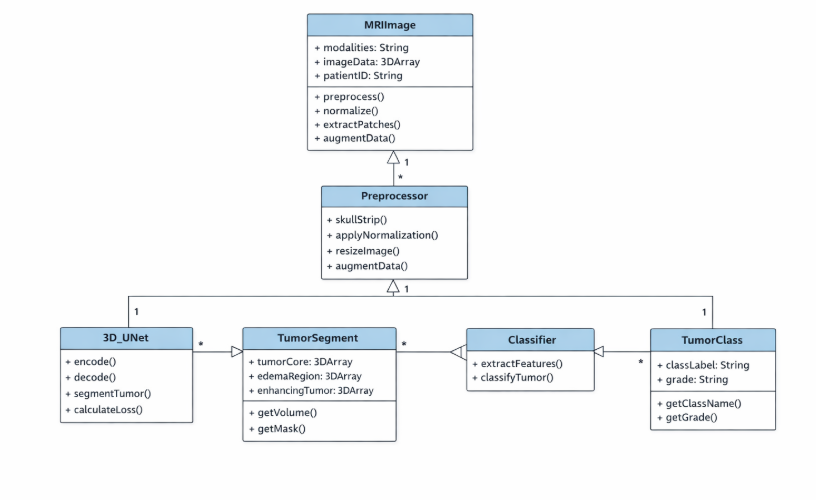 MRIImage
+ modalities: String
+ imageData: 3DArray
+ patientID: String
+ preprocess()
+ normalize()
+ extractPatches()
+ augmentData()
1
*
Preprocessor
+ skullStrip()
+ applyNormalization()
+ resizeImage()
+ augmentData()
1
1
1
3D_UNet
+ encode()
+ decode()
+ segmentTumor()
+ calculateLoss()
*
TumorSegment
+ tumorCore: 3DArray
+ edemaRegion: 3DArray
+ enhancingTumor: 3DArray
+ getVolume()
+ getMask()
*
Classifier
+ extractFeatures()
+ classifyTumor()
*
TumorClass
+ classLabel: String
+ grade: String
+ getClassName()
+ getGrade()